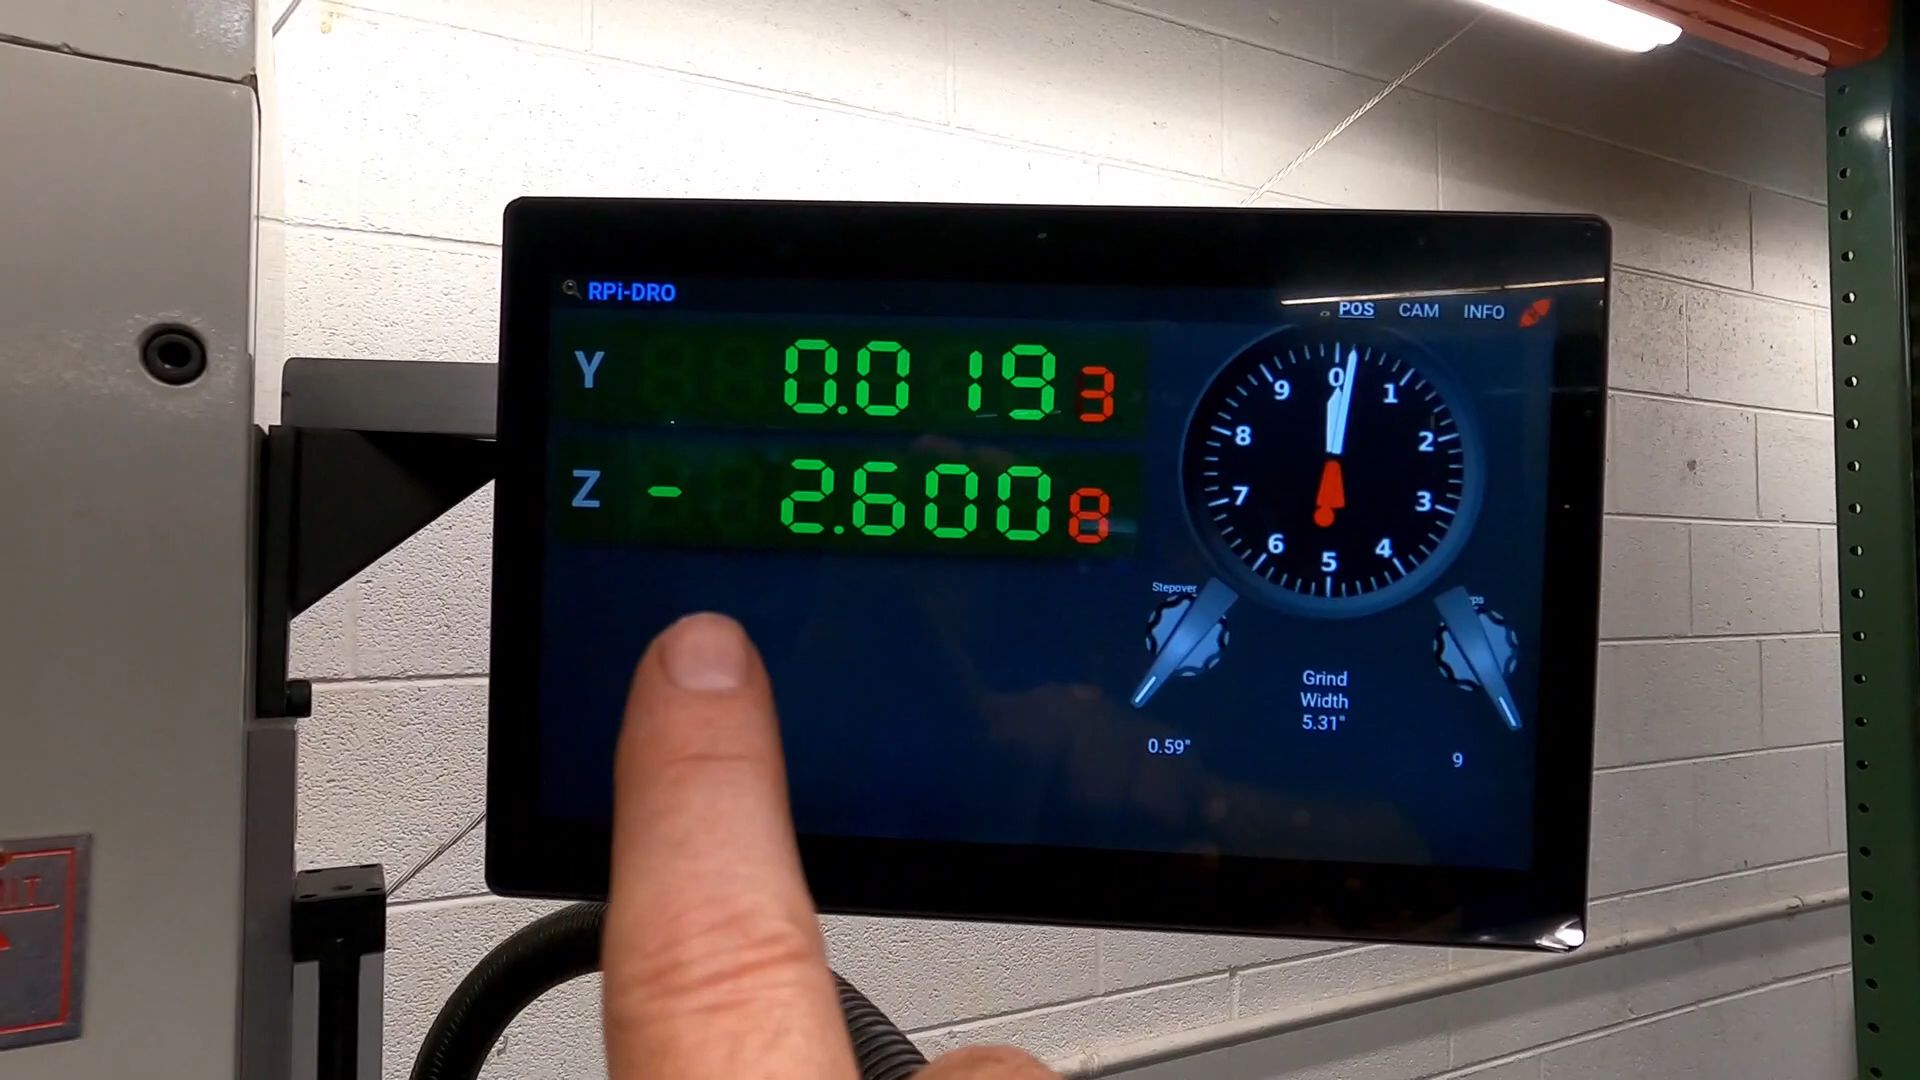 RPi-DRO
POS CAM INFO
Y 0.0193
Z - 2.6008
0
1
2
3
4
5
6
7
8
9
Stepover
Grind
Width
5.31"
0.59"
9